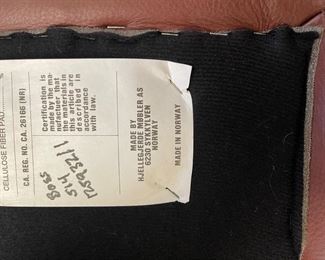 CELLULOSE FIBER PAD
CA. REG. NO. CA. 26166 (NR)
Certification is
made by the ma-
nufacturer that
the materials in
this article are
described in
accordance
with law.
MADE BY
HJELLEGJERDE MØBLER AS
6230 SYKKYLVEN
NORWAY
MADE IN NORWAY
514